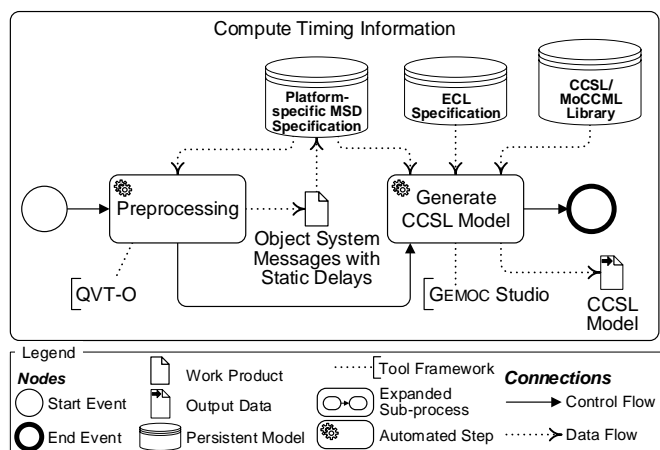 Compute Timing Information
Platform-
specific MSD
Specification
ECL
Specification
CCSL/
MoCCML
Library
Preprocessing
Generate
CCSL Model
Object System
Messages with
Static Delays
QVT-O
GEMOC Studio
CCSL
Model
Legend
Nodes
Work Product
Tool Framework
Connections
Start Event
Output Data
Expanded
Sub-process
Control Flow
End Event
Persistent Model
Automated Step
Data Flow